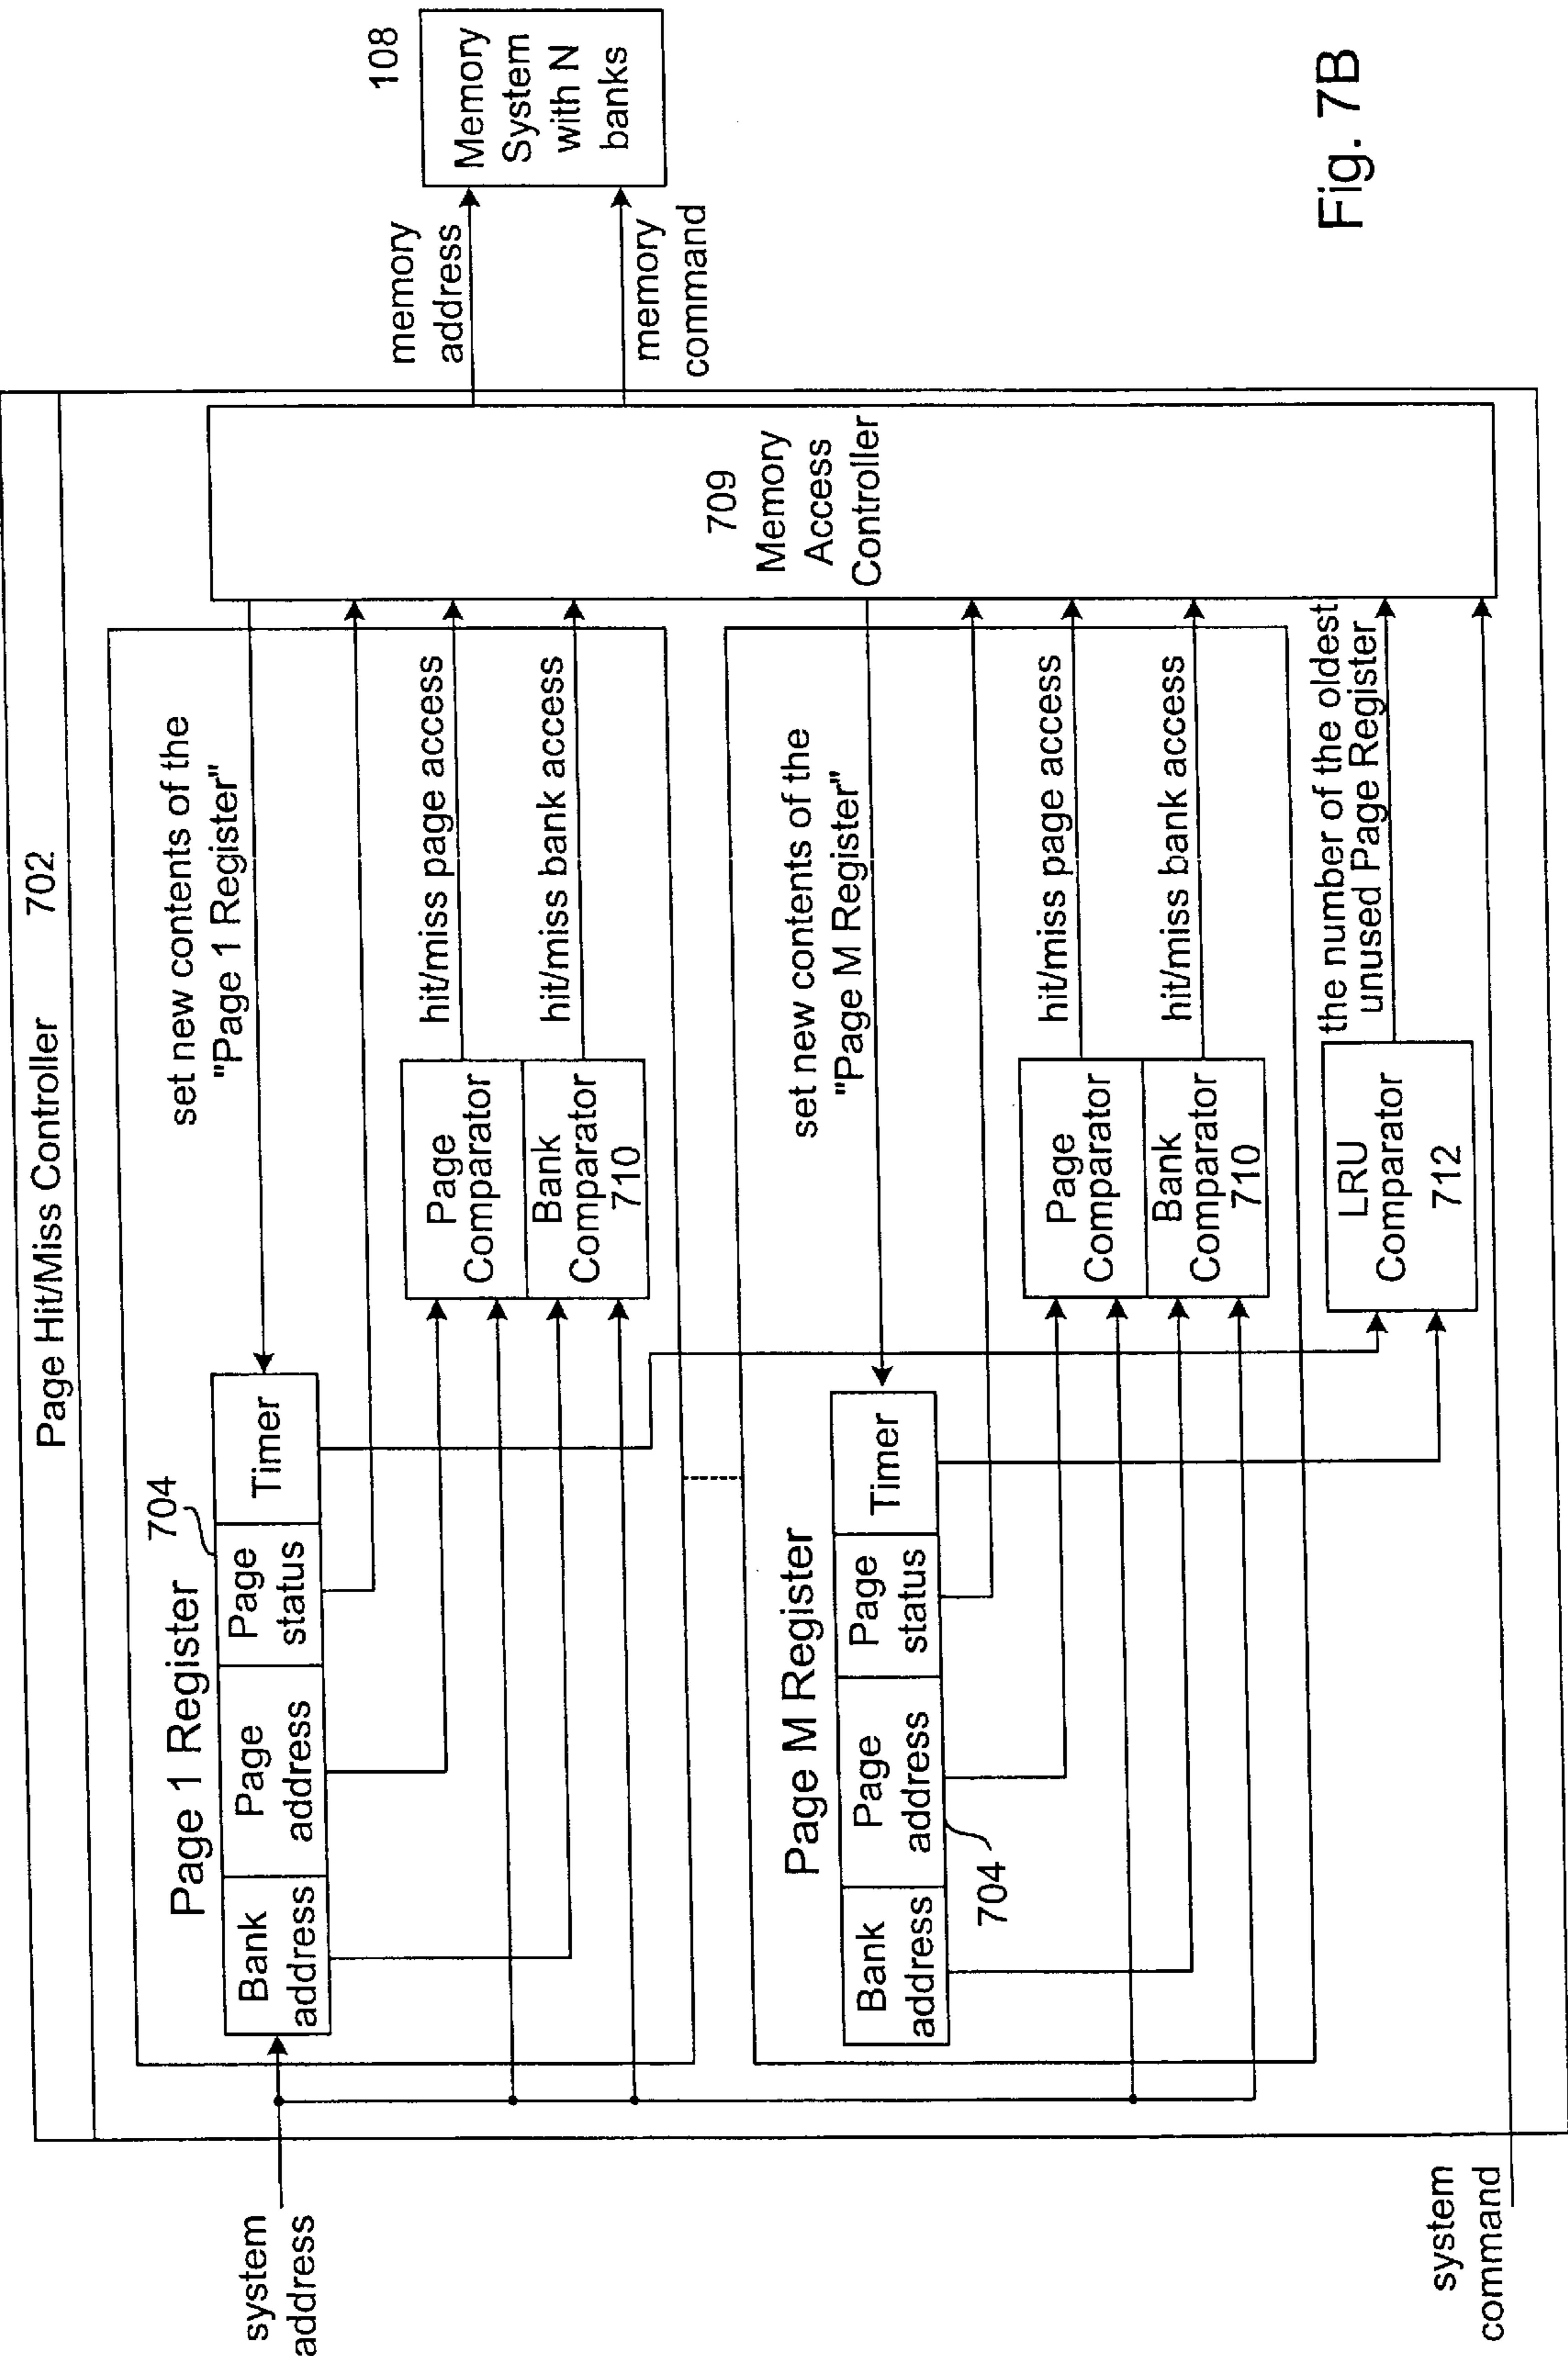 Page Hit/Miss Controller 702
108
Memory
System
with N
banks
memory
address
memory
command
709
Memory
Access
Controller
set new contents of the
"Page 1 Register"
hit/miss page access
hit/miss bank access
Page 1 Register
704
Bank
address
Page
address
Page
status
Timer
Page
Comparator
Bank
Comparator
710
set new contents of the
"Page M Register"
hit/miss page access
hit/miss bank access
Page M Register
Bank
address
Page
address
Page
status
Timer
704
Page
Comparator
Bank
Comparator
710
the number of the oldest
unused Page Register
LRU
Comparator
712
system
address
system
command
Fig. 7B